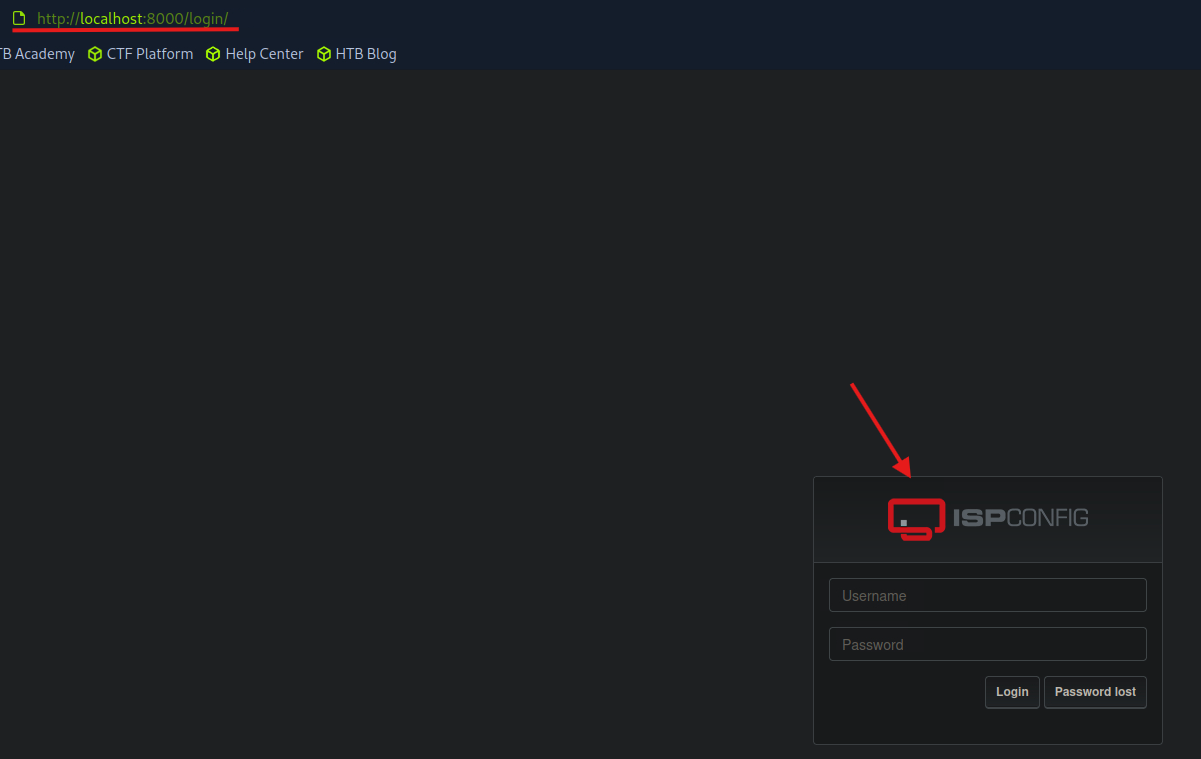 http://localhost:8000/login/
TB Academy CTF Platform Help Center HTB Blog
ISPCONFIG
Username
Password
Login Password lost